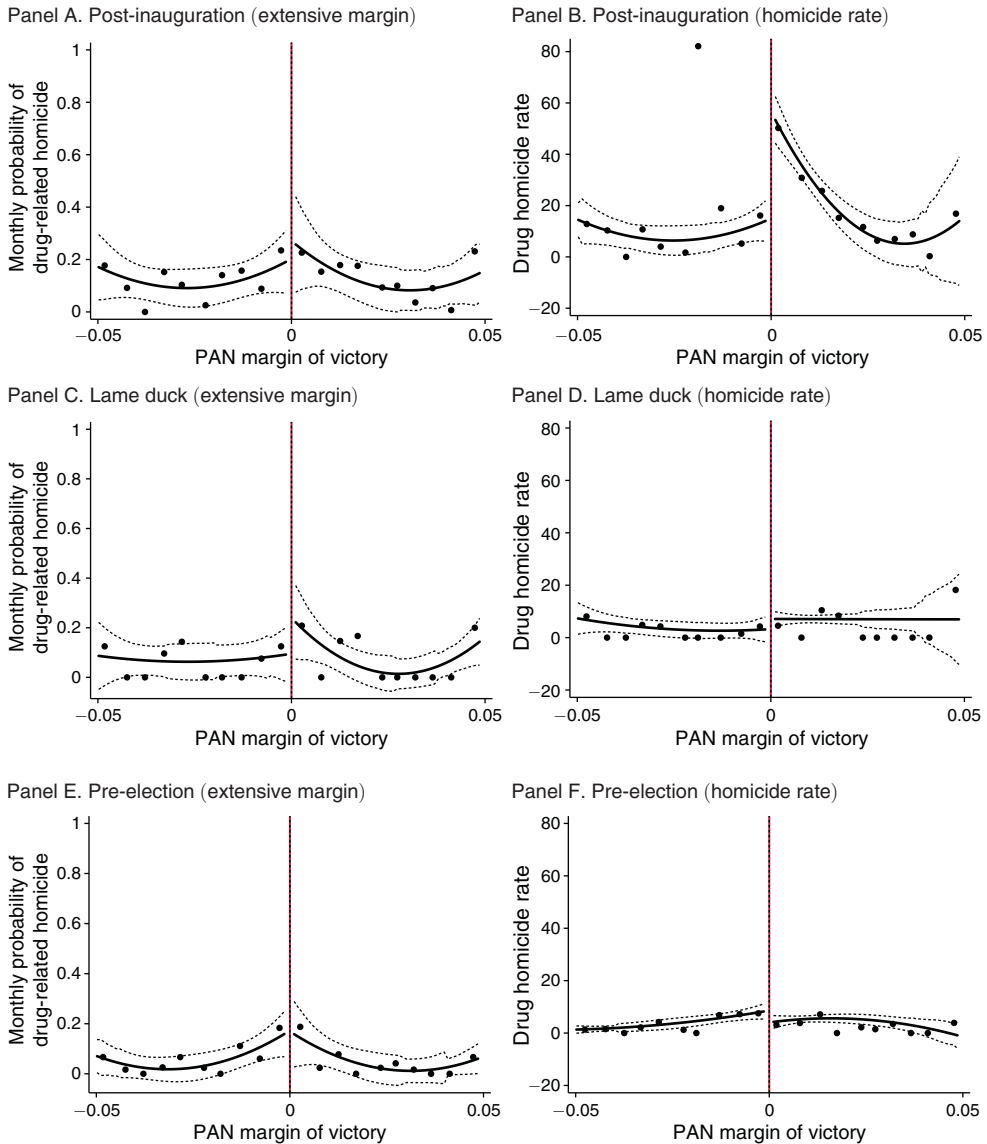 Panel A. Post-inauguration (extensive margin)
Monthly probability of
drug-related homicide
1
0.8
0.6
0.4
0.2
0
−0.05
0
0.05
PAN margin of victory
Panel B. Post-inauguration (homicide rate)
Drug homicide rate
80
60
40
20
0
−20
−0.05
0
0.05
PAN margin of victory
Panel C. Lame duck (extensive margin)
Monthly probability of
drug-related homicide
1
0.8
0.6
0.4
0.2
0
−0.05
0
0.05
PAN margin of victory
Panel D. Lame duck (homicide rate)
Drug homicide rate
80
60
40
20
0
−20
−0.05
0
0.05
PAN margin of victory
Panel E. Pre-election (extensive margin)
Monthly probability of
drug-related homicide
1
0.8
0.6
0.4
0.2
0
−0.05
0
0.05
PAN margin of victory
Panel F. Pre-election (homicide rate)
Drug homicide rate
80
60
40
20
0
−20
−0.05
0
0.05
PAN margin of victory